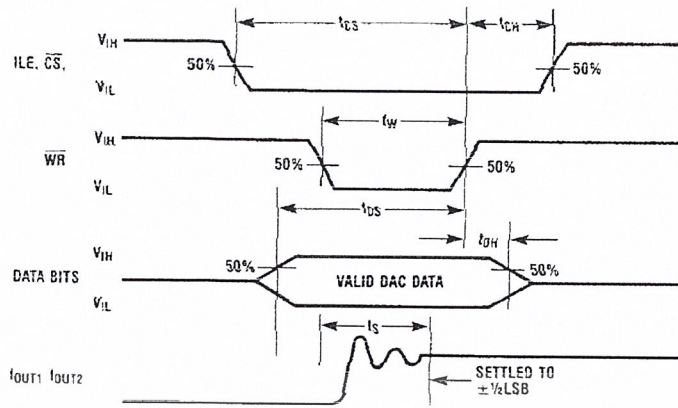 tCS
tCH
VIH
ILE, CS,
50%
50%
VIL
tW
VIH
WR
50%
50%
VIL
tDS
VIH
tDH
50%
DATA BITS
VALID DAC DATA
50%
VIL
tS
IOUT1 IOUT2
SETTLED TO
±½LSB